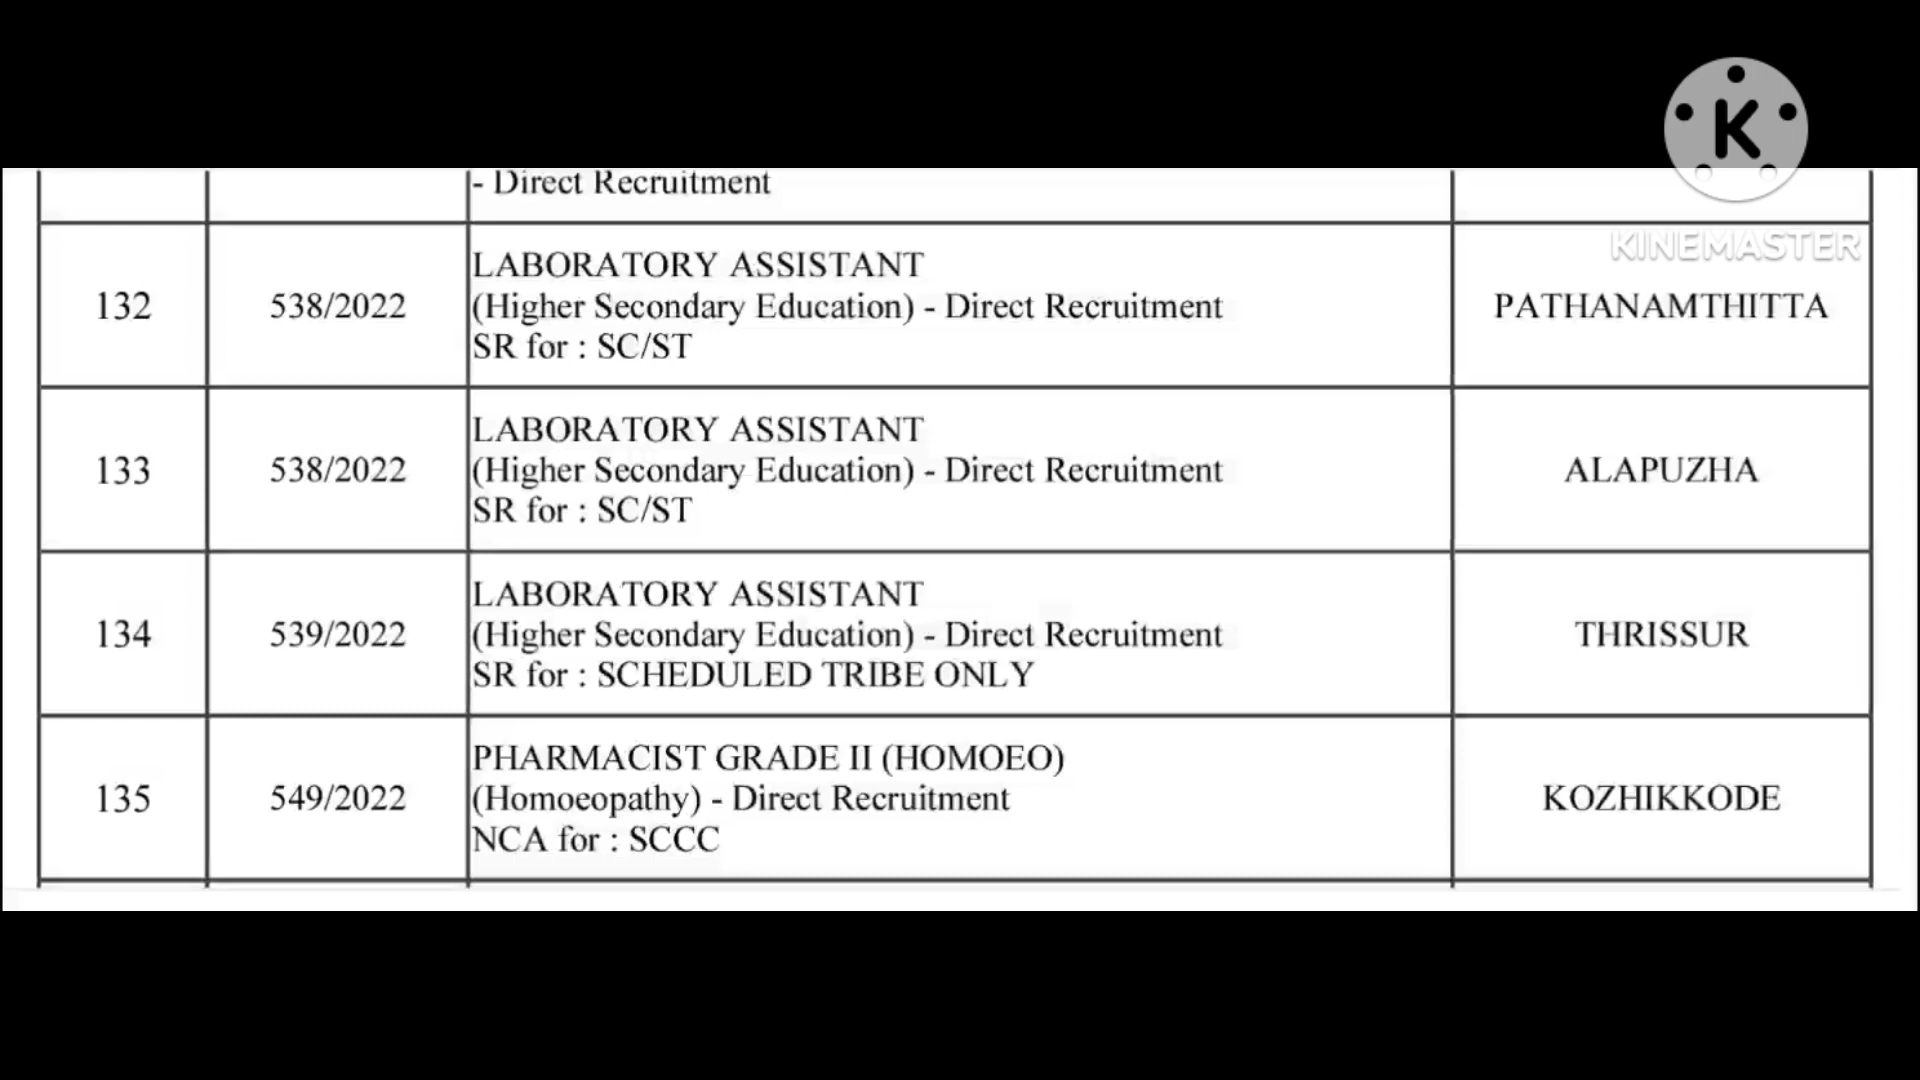 - Direct Recruitment
K
KINEMASTER
132
538/2022
LABORATORY ASSISTANT
(Higher Secondary Education) - Direct Recruitment
SR for : SC/ST
PATHANAMTHITTA
133
538/2022
LABORATORY ASSISTANT
(Higher Secondary Education) - Direct Recruitment
SR for : SC/ST
ALAPUZHA
134
539/2022
LABORATORY ASSISTANT
(Higher Secondary Education) - Direct Recruitment
SR for : SCHEDULED TRIBE ONLY
THRISSUR
135
549/2022
PHARMACIST GRADE II (HOMOEO)
(Homoeopathy) - Direct Recruitment
NCA for : SCCC
KOZHIKKODE